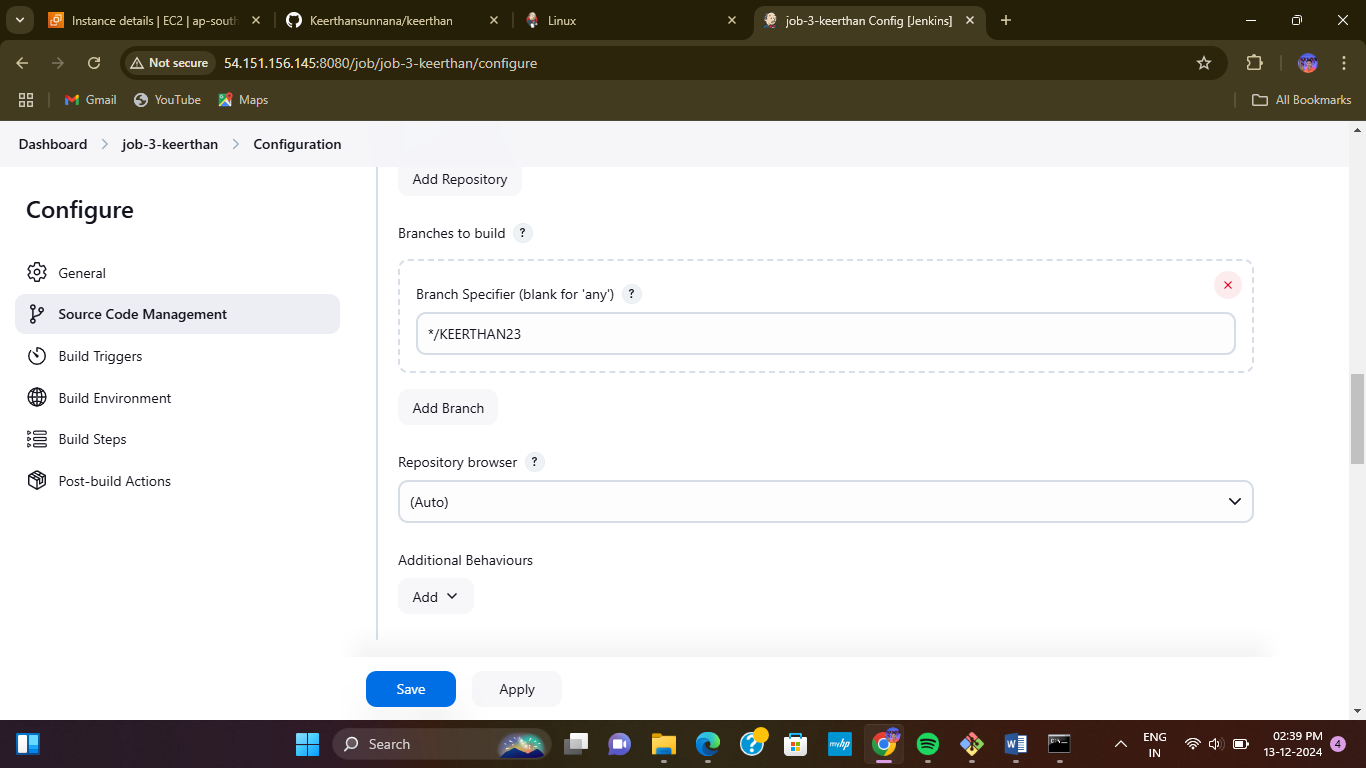 Instance details | EC2 | ap-south
Keerthansunnana/keerthan
Linux
job-3-keerthan Config [Jenkins]
Not secure
54.151.156.145:8080/job/job-3-keerthan/configure
Gmail
YouTube
Maps
All Bookmarks
Dashboard
job-3-keerthan
Configuration
Configure
General
Source Code Management
Build Triggers
Build Environment
Build Steps
Post-build Actions
Add Repository
Branches to build ?
Branch Specifier (blank for 'any') ?
*/KEERTHAN23
Add Branch
Repository browser ?
(Auto)
Additional Behaviours
Add
Save
Apply
Search
myhp
ENG
IN
02:39 PM
13-12-2024
4